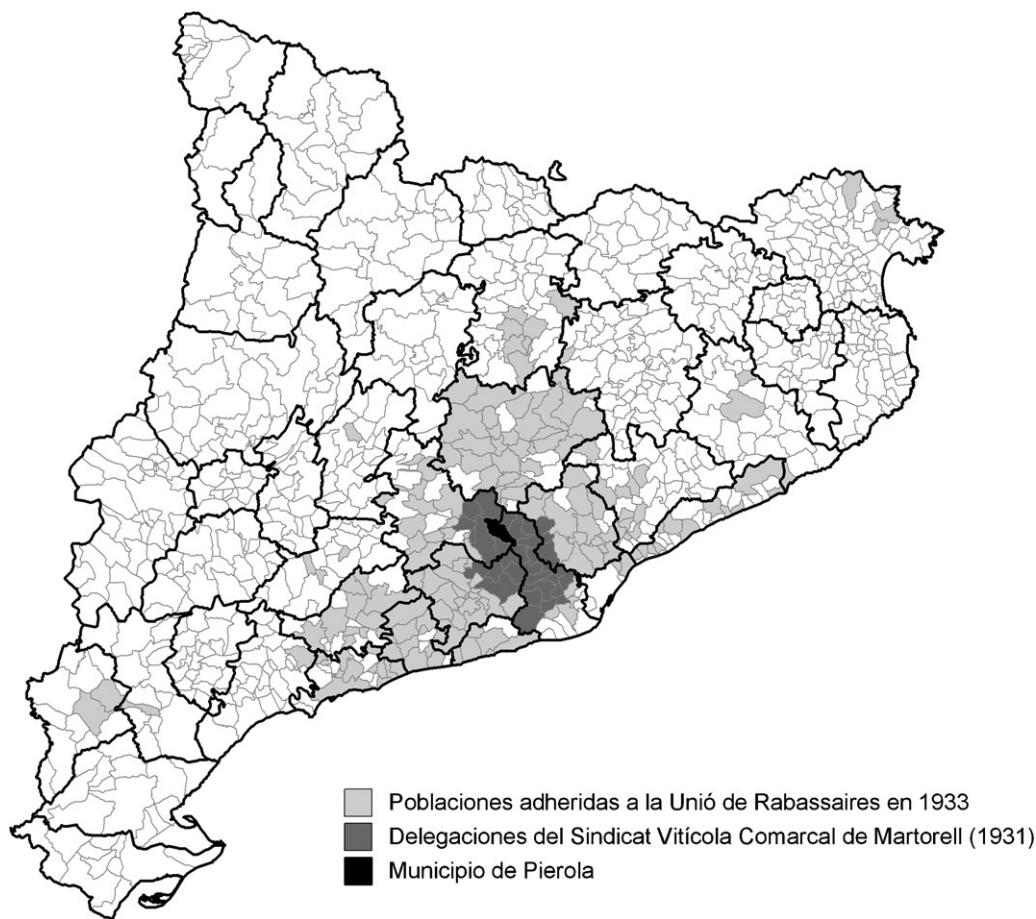 Poblaciones adheridas a la Unió de Rabassaires en 1933
Delegaciones del Sindicat Vitícola Comarcal de Martorell (1931)
Municipio de Pierola